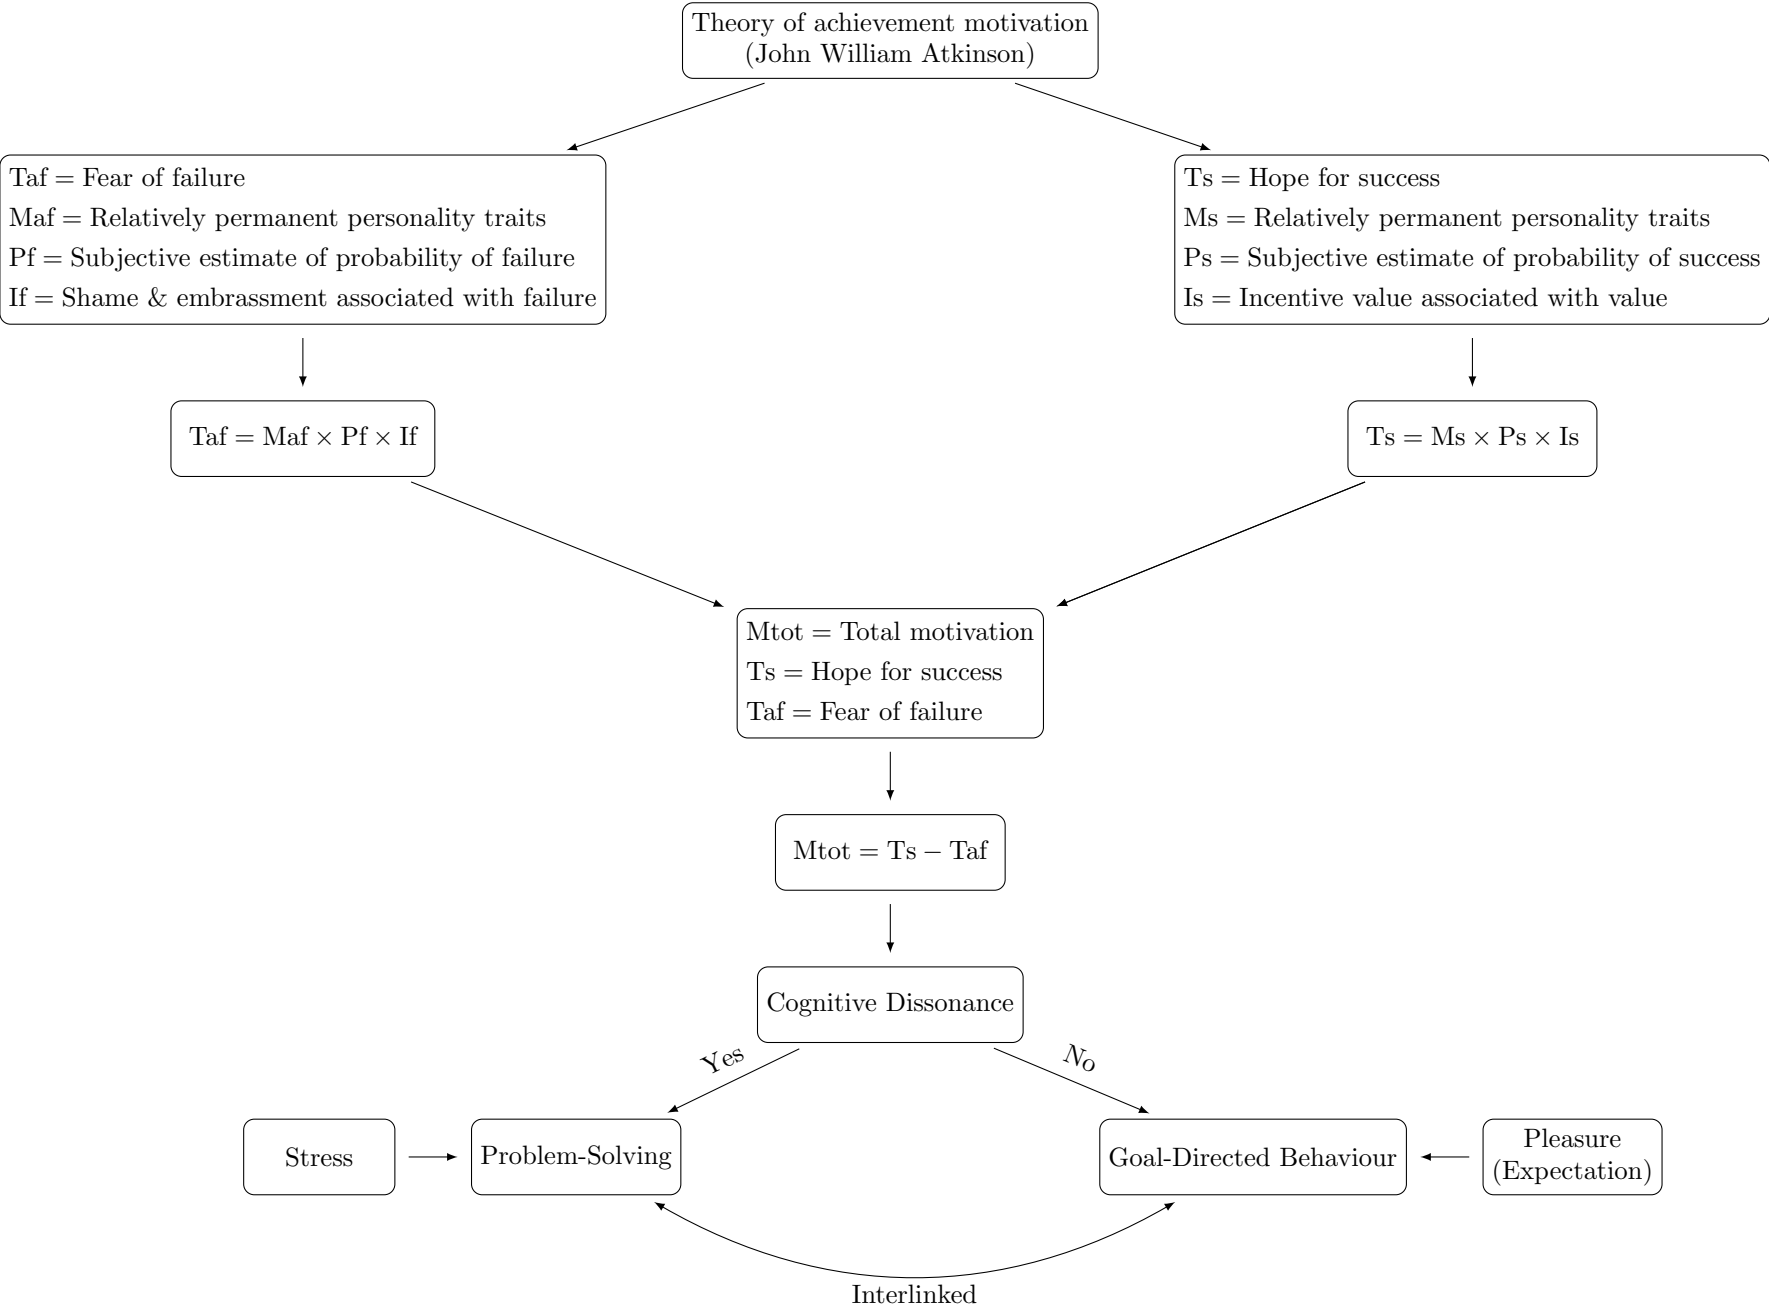 Theory of achievement motivation
(John William Atkinson)
Taf = Fear of failure
Maf = Relatively permanent personality traits
Pf = Subjective estimate of probability of failure
If = Shame & embrassment associated with failure
Ts = Hope for success
Ms = Relatively permanent personality traits
Ps = Subjective estimate of probability of success
Is = Incentive value associated with value
Taf = Maf × Pf × If
Ts = Ms × Ps × Is
Mtot = Total motivation
Ts = Hope for success
Taf = Fear of failure
Mtot = Ts − Taf
Cognitive Dissonance
Yes
No
Stress
Problem-Solving
Goal-Directed Behaviour
Pleasure
(Expectation)
Interlinked